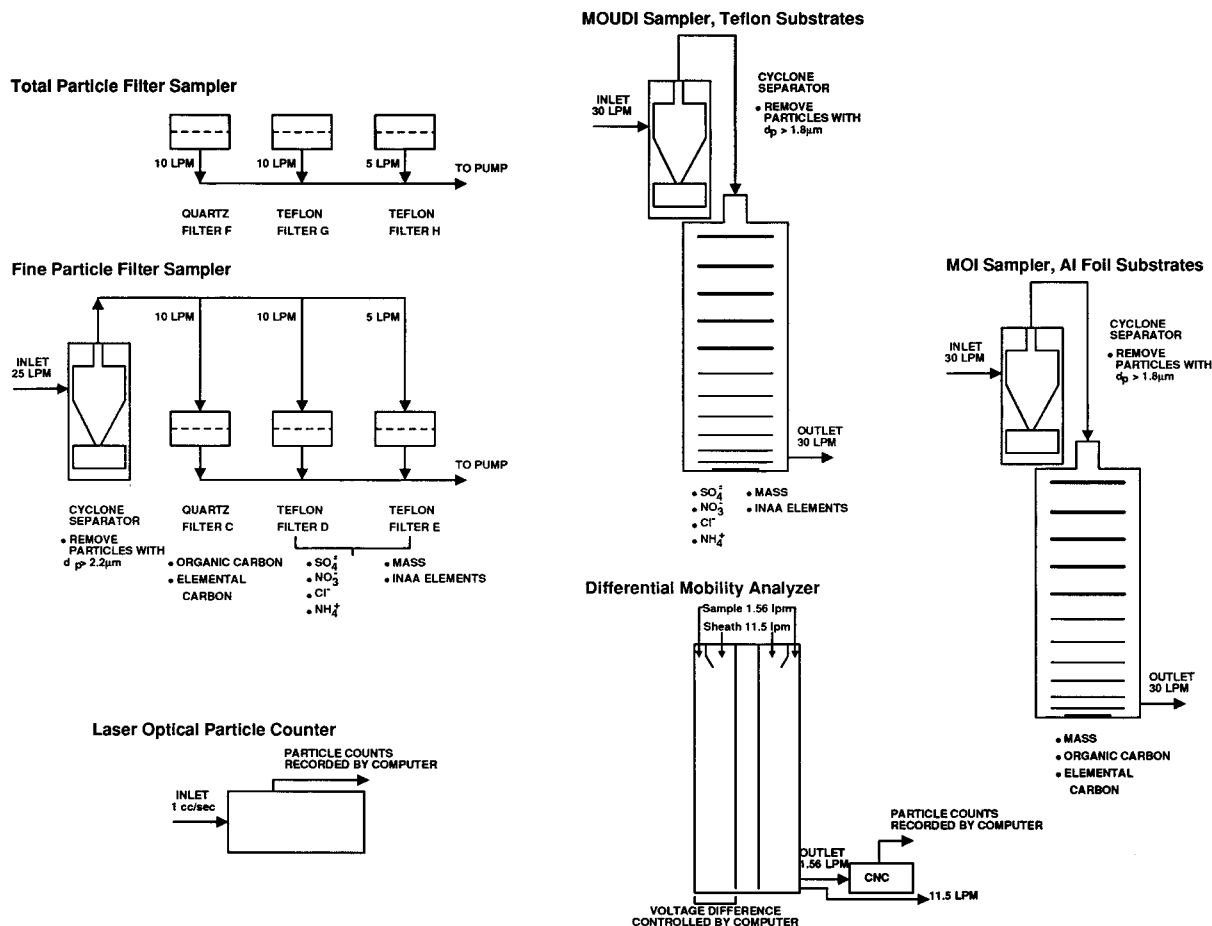 Total Particle Filter Sampler
10 LPM
10 LPM
5 LPM
TO PUMP
QUARTZ
FILTER F
TEFLON
FILTER G
TEFLON
FILTER H
Fine Particle Filter Sampler
10 LPM
10 LPM
5 LPM
INLET
25 LPM
TO PUMP
CYCLONE
SEPARATOR
• REMOVE
PARTICLES WITH
d p> 2.2μm
QUARTZ
FILTER C
• ORGANIC CARBON
• ELEMENTAL
CARBON
TEFLON
FILTER D
TEFLON
FILTER E
• SO₄⁼
• NO₃⁻
• Cl⁻
• NH₄⁺
• MASS
• INAA ELEMENTS
Laser Optical Particle Counter
PARTICLE COUNTS
RECORDED BY COMPUTER
INLET
1 cc/sec
MOUDI Sampler, Teflon Substrates
INLET
30 LPM
CYCLONE
SEPARATOR
• REMOVE
PARTICLES WITH
dp > 1.8μm
OUTLET
30 LPM
• SO₄⁼
• NO₃⁻
• Cl⁻
• NH₄⁺
• MASS
• INAA ELEMENTS
Differential Mobility Analyzer
Sample 1.56 lpm
Sheath 11.5 lpm
OUTLET
1.56 LPM
CNC
PARTICLE COUNTS
RECORDED BY COMPUTER
11.5 LPM
VOLTAGE DIFFERENCE
CONTROLLED BY COMPUTER
MOI Sampler, Al Foil Substrates
INLET
30 LPM
CYCLONE
SEPARATOR
• REMOVE
PARTICLES WITH
dp > 1.8μm
OUTLET
30 LPM
• MASS
• ORGANIC CARBON
• ELEMENTAL
CARBON